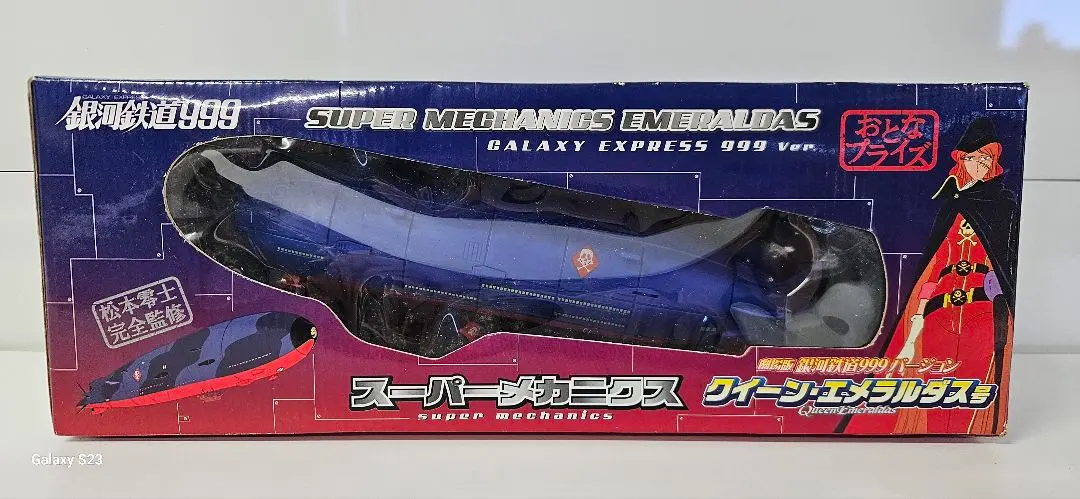 GALAXY EXPRESS
銀河鉄道999
SUPER MECHANICS EMERALDAS
GALAXY EXPRESS 999 Ver.
おとな
プライズ
松本零士
完全監修
スーパーメカニクス
super mechanics
劇場版 銀河鉄道999 バージョン
クイーン・エメラルダス号
Queen Emeraldas
Galaxy S23